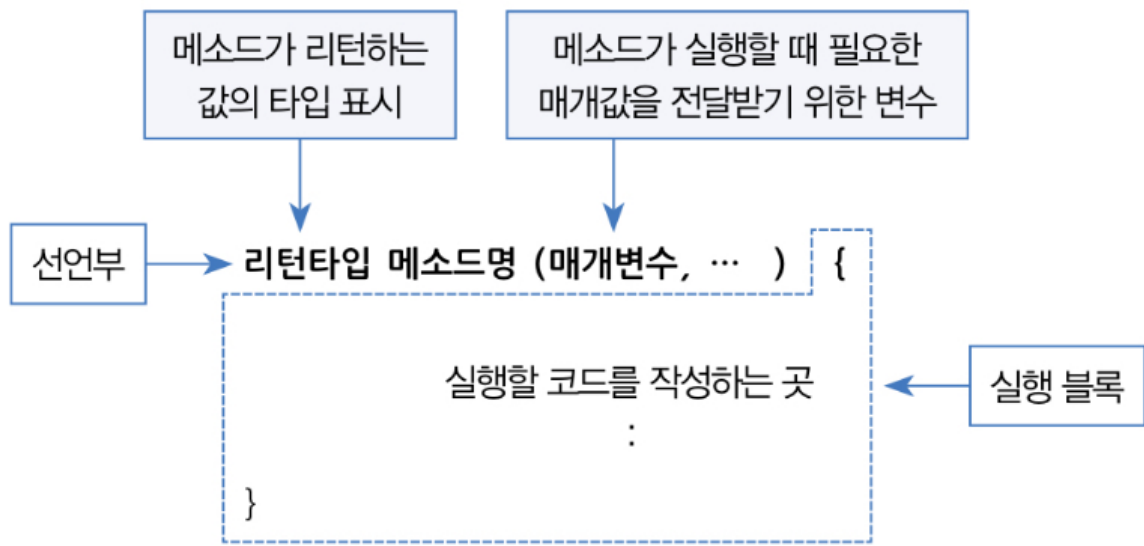 메소드가 리턴하는
값의 타입 표시
메소드가 실행할 때 필요한
매개값을 전달받기 위한 변수
선언부
리턴타입 메소드명 (매개변수, … ) {
실행할 코드를 작성하는 곳
:
실행 블록
}